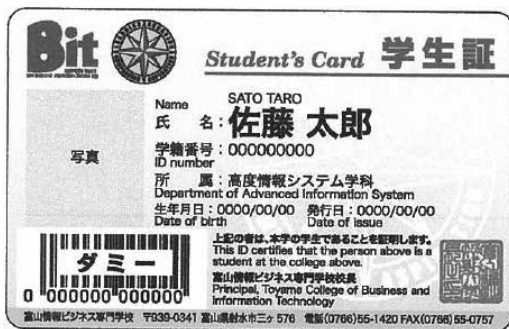 Bit
Student's Card 学生証
Name SATO TARO
氏 名：佐藤 太郎
写真
学籍番号：000000000
ID number
所 属：高度情報システム学科
Department of Advanced Information System
生年月日：0000/00/00 発行日：0000/00/00
Date of birth Date of issue
上記の者は、本学の学生であることを証明します。
This ID certifies that the person above is a
student at the college above.
ダミー
富山情報ビジネス専門学校校長
Principal, Toyama College of Business and
Information Technology
0 000000 000000
富山情報ビジネス専門学校 〒939-0341 富山県射水市三ヶ576 電話(0766)55-1420 FAX(0766)55-0757